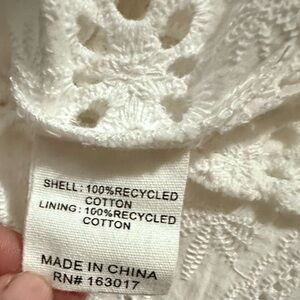 SHELL: 100%RECYCLED
COTTON
LINING: 100%RECYCLED
COTTON
MADE IN CHINA
RN# 163017